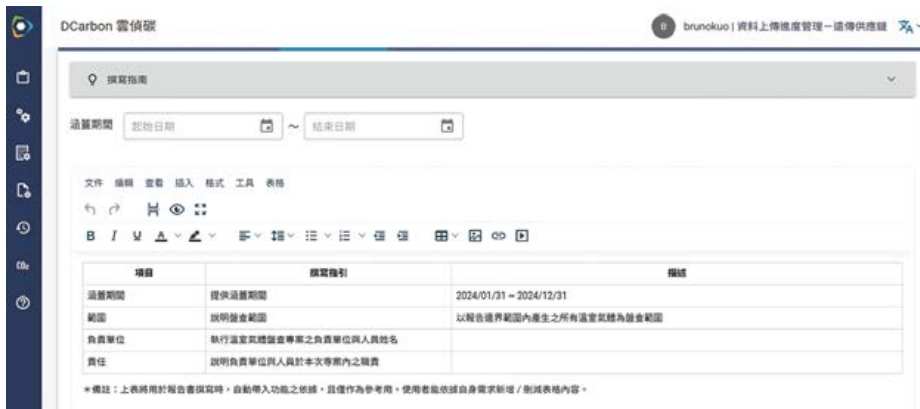 DCarbon 雲偵碳
B brunokuo | 資料上傳進度管理－遠傳供應鏈
撰寫指南
涵蓋期間 起始日期 ～ 結束日期
文件 編輯 查看 插入 格式 工具 表格
B I U A
項目 撰寫指引 描述
涵蓋期間 提供涵蓋期間 2024/01/31 ~ 2024/12/31
範圍 說明盤查範圍 以報告邊界範圍內產生之所有溫室氣體為盤查範圍
負責單位 執行溫室氣體盤查專案之負責單位與人員姓名
責任 說明負責單位與人員於本次專案內之職責
＊備註：上表將用於報告書撰寫時，自動帶入功能之依據，且僅作為參考用，使用者能依據自身需求新增 / 刪減表格內容。
CO₂